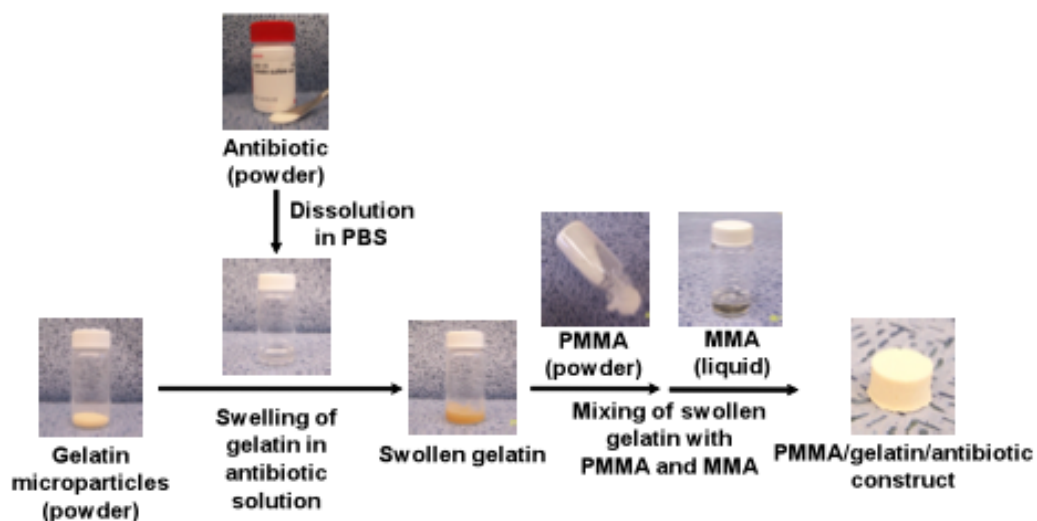 Antibiotic
(powder)
Dissolution
in PBS
PMMA
(powder)
MMA
(liquid)
Gelatin
microparticles
(powder)
Swelling of
gelatin in
antibiotic
solution
Swollen gelatin
Mixing of swollen
gelatin with
PMMA and MMA
PMMA/gelatin/antibiotic
construct